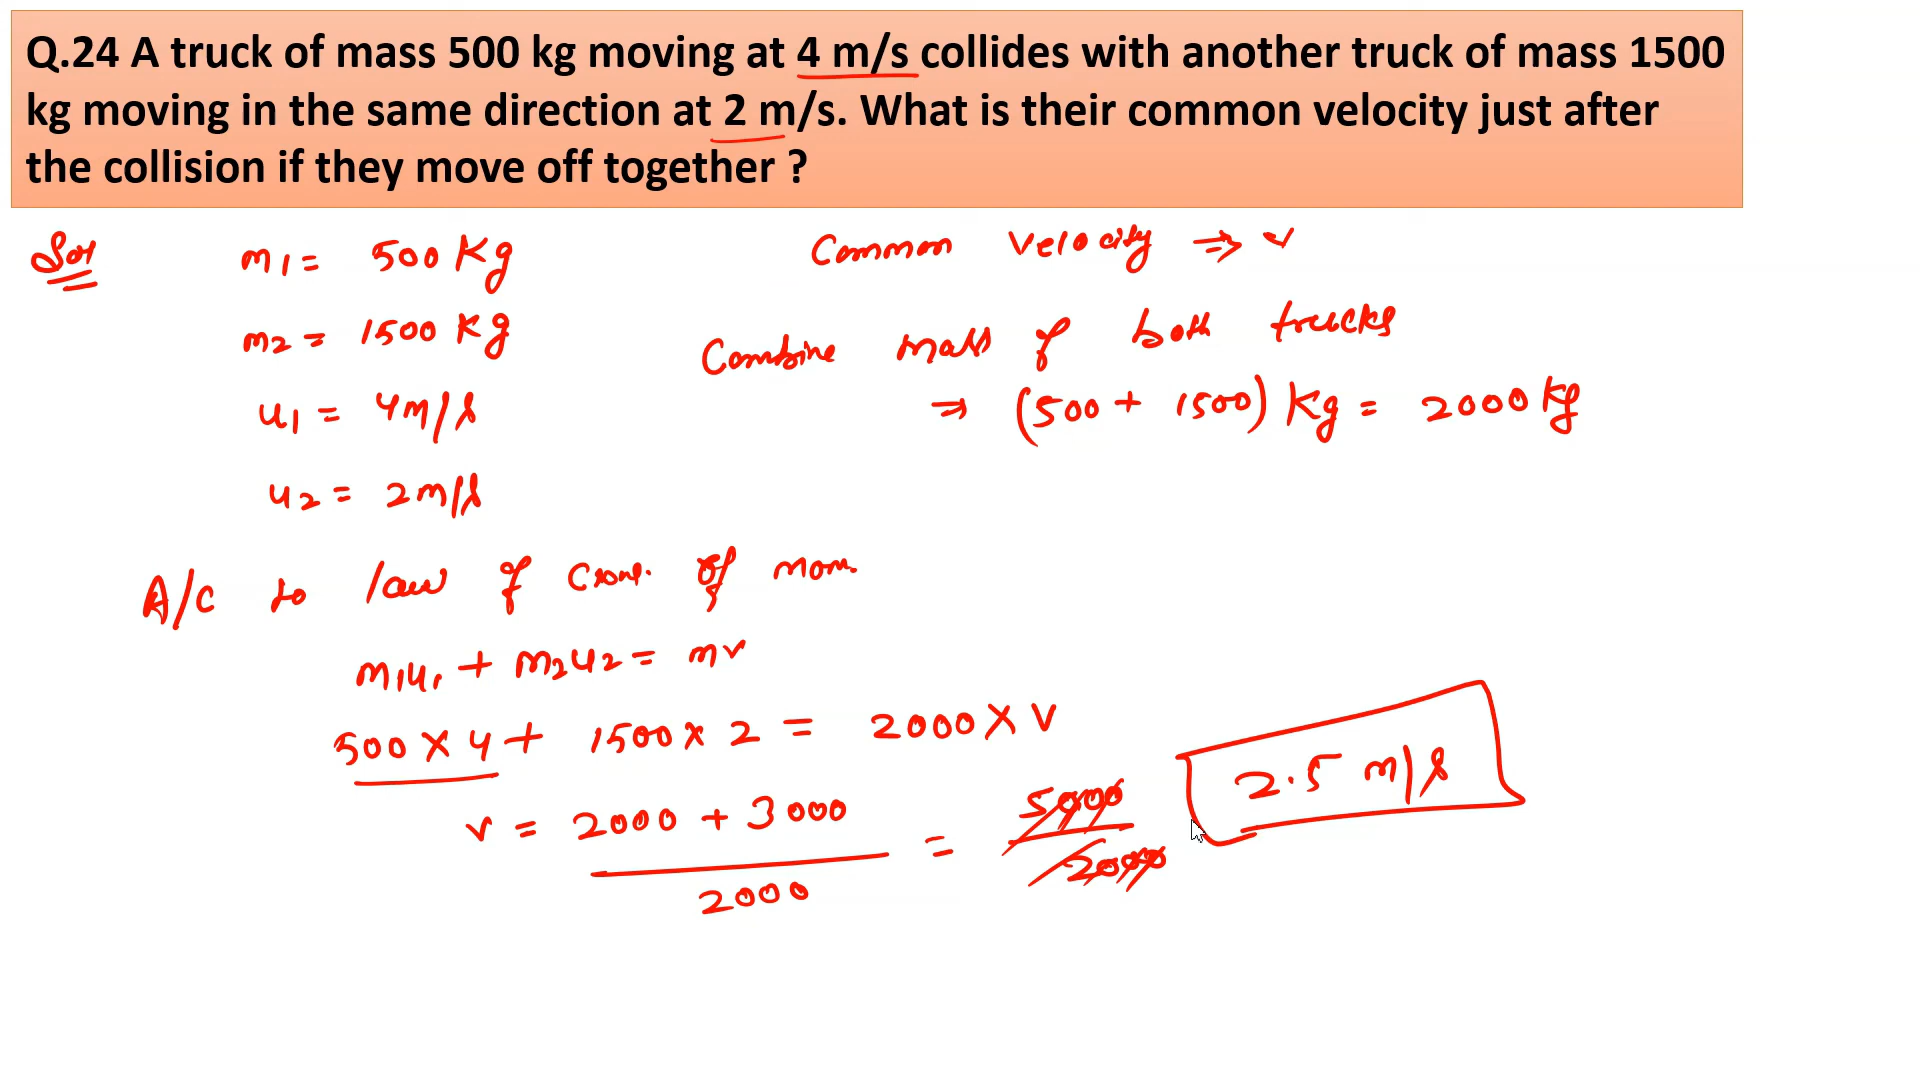 Q.24 A truck of mass 500 kg moving at 4 m/s collides with another truck of mass 1500
kg moving in the same direction at 2 m/s. What is their common velocity just after
the collision if they move off together ?
Sol
m1 = 500 Kg
Common velocity ⇒ v
m2 = 1500 Kg
Combine mass of both trucks
u1 = 4m/s
⇒ (500 + 1500) Kg = 2000 kg
u2 = 2m/s
A/C to law of cons. of mom.
m1u1 + m2u2 = mv
500 × 4 + 1500 × 2 = 2000 × v
v = 2000 + 3000 / 2000 = 5000 / 2000
2.5 m/s